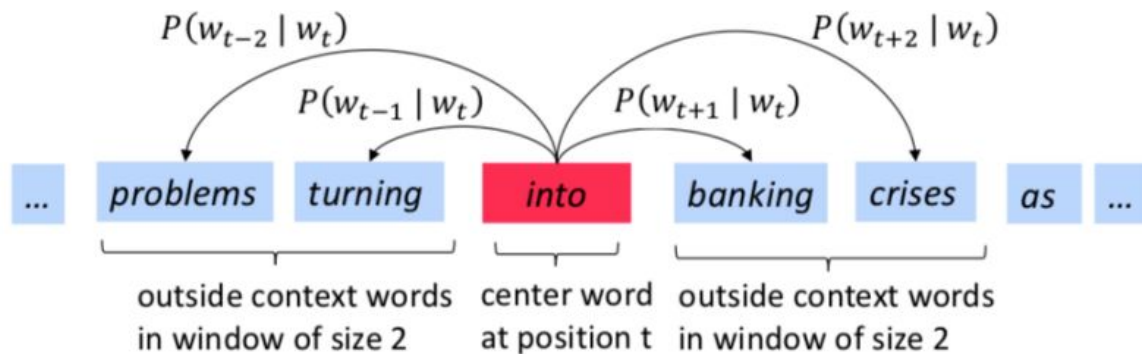 P(w_{t−2} | w_t)
P(w_{t+2} | w_t)
P(w_{t−1} | w_t)
P(w_{t+1} | w_t)
... problems turning into banking crises as ...
outside context words
in window of size 2
center word
at position t
outside context words
in window of size 2